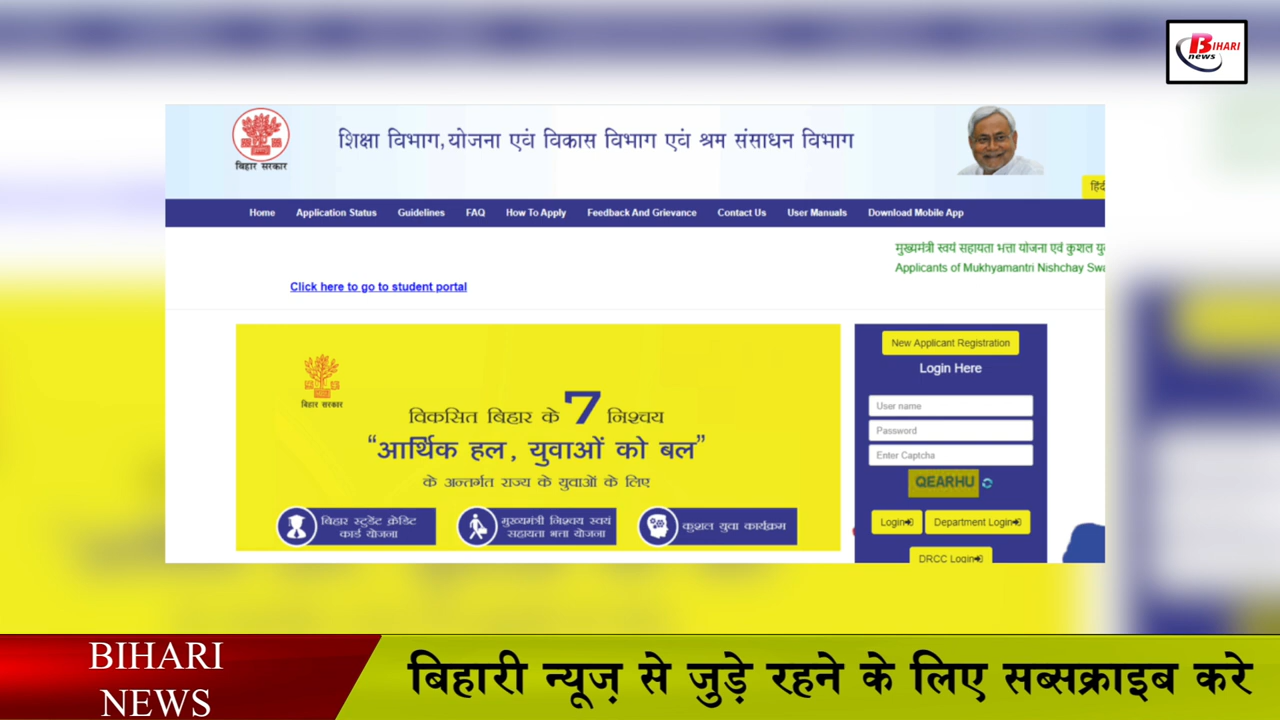 BIHARI
news
बिहार सरकार
शिक्षा विभाग, योजना एवं विकास विभाग एवं श्रम संसाधन विभाग
हिंदी
Home Application Status Guidelines FAQ How To Apply Feedback And Grievance Contact Us User Manuals Download Mobile App
मुख्यमंत्री स्वयं सहायता भत्ता योजना एवं कुशल यु
Applicants of Mukhyamantri Nishchay Swa
Click here to go to student portal
बिहार सरकार
विकसित बिहार के 7 निश्चय
“आर्थिक हल, युवाओं को बल”
के अन्तर्गत राज्य के युवाओं के लिए
बिहार स्टूडेंट क्रेडिट
कार्ड योजना
मुख्यमंत्री निश्चय स्वयं
सहायता भत्ता योजना
कुशल युवा कार्यक्रम
New Applicant Registration
Login Here
User name
Password
Enter Captcha
QEARHU
Login Department Login
DRCC Login
BIHARI
NEWS
बिहारी न्यूज़ से जुड़े रहने के लिए सब्सक्राइब करे